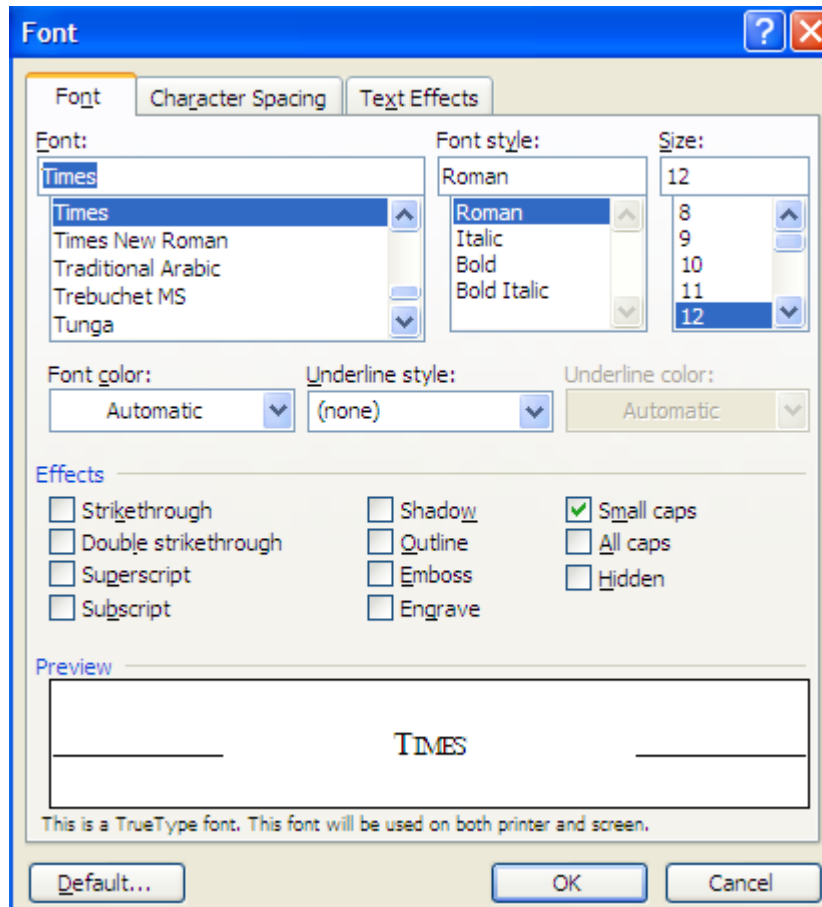 Font
Font Character Spacing Text Effects
Font: Font style: Size:
Times Roman 12
Times Roman 8
Times New Roman Italic 9
Traditional Arabic Bold 10
Trebuchet MS Bold Italic 11
Tunga 12
Font color: Underline style: Underline color:
Automatic (none) Automatic
Effects
Strikethrough Shadow Small caps
Double strikethrough Outline All caps
Superscript Emboss Hidden
Subscript Engrave
Preview
TIMES
This is a TrueType font. This font will be used on both printer and screen.
Default... OK Cancel